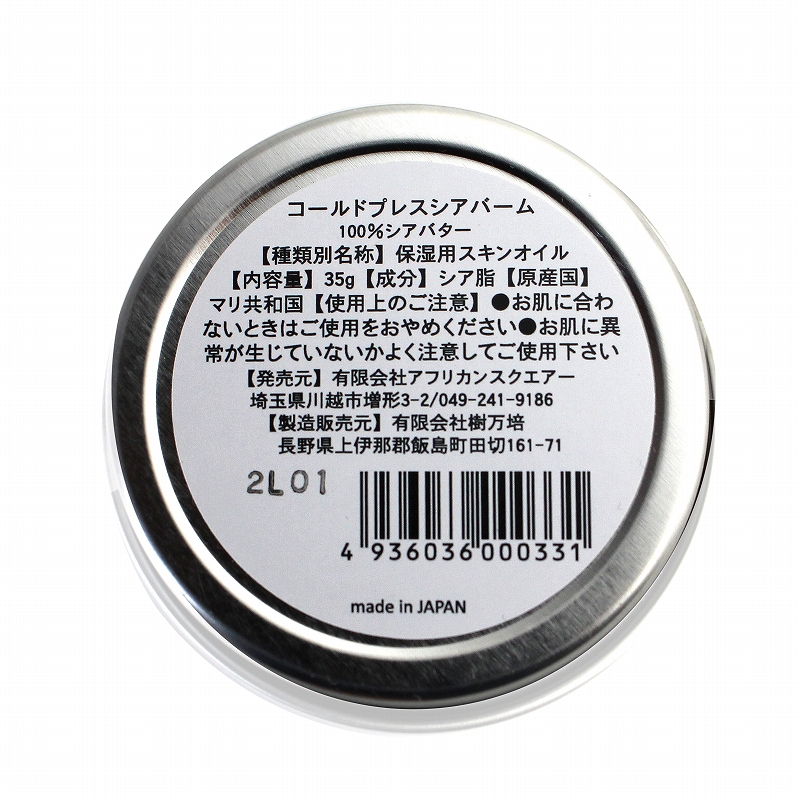 コールドプレスシアバーム
100%シアバター
【種類別名称】保湿用スキンオイル
【内容量】35g【成分】シア脂【原産国】
マリ共和国【使用上のご注意】●お肌に合わ
ないときはご使用をおやめください●お肌に異
常が生じていないかよく注意してご使用下さい
【発売元】有限会社アフリカンスクエアー
埼玉県川越市増形3-2/049-241-9186
【製造販売元】有限会社樹万培
長野県上伊那郡飯島町田切161-71
2L01
4 936036 000331
made in JAPAN